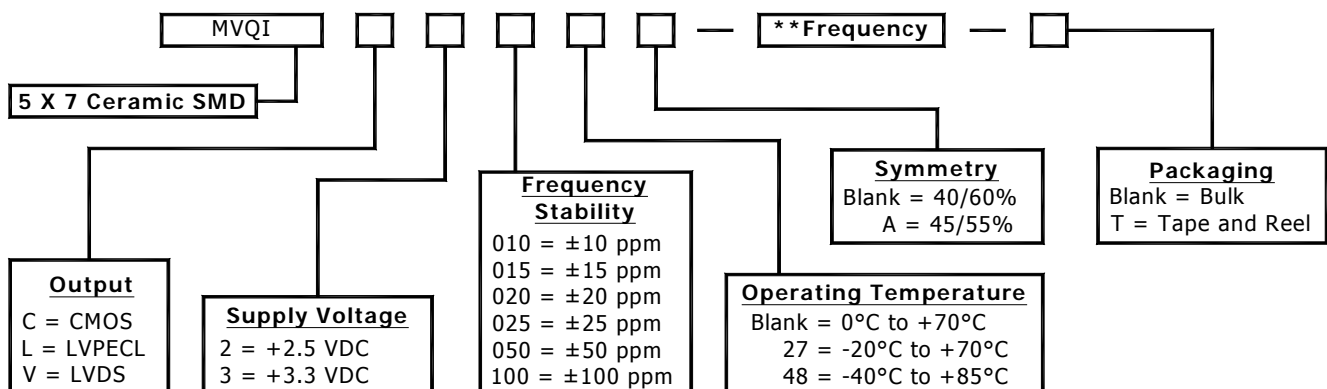 MVQI — **Frequency —
5 X 7 Ceramic SMD
Output
C = CMOS
L = LVPECL
V = LVDS
Supply Voltage
2 = +2.5 VDC
3 = +3.3 VDC
Frequency
Stability
010 = ±10 ppm
015 = ±15 ppm
020 = ±20 ppm
025 = ±25 ppm
050 = ±50 ppm
100 = ±100 ppm
Operating Temperature
Blank = 0°C to +70°C
27 = -20°C to +70°C
48 = -40°C to +85°C
Symmetry
Blank = 40/60%
A = 45/55%
Packaging
Blank = Bulk
T = Tape and Reel